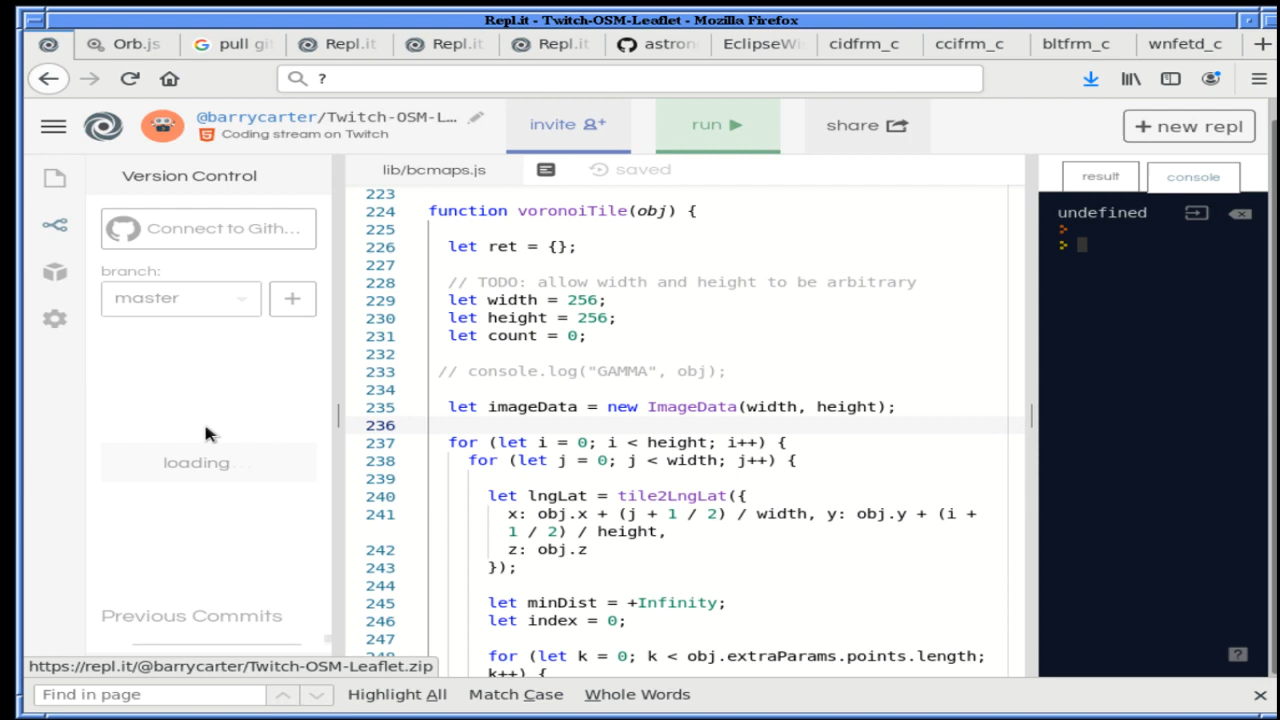 Repl.it - Twitch-OSM-Leaflet - Mozilla Firefox
Orb.js
pull gi
Repl.it
Repl.it
Repl.it
astron
EclipseWi
cidfrm_c
ccifrm_c
bltfrm_c
wnfetd_c
?
@barrycarter/Twitch-OSM-L…
Coding stream on Twitch
invite
run
share
+ new repl
Version Control
Connect to Gith…
branch:
master
+
loading...
Previous Commits
lib/bcmaps.js
saved
223
224 function voronoiTile(obj) {
225
226 let ret = {};
227
228 // TODO: allow width and height to be arbitrary
229 let width = 256;
230 let height = 256;
231 let count = 0;
232
233 // console.log("GAMMA", obj);
234
235 let imageData = new ImageData(width, height);
236
237 for (let i = 0; i < height; i++) {
238 for (let j = 0; j < width; j++) {
239
240 let lngLat = tile2LngLat({
241 x: obj.x + (j + 1 / 2) / width, y: obj.y + (i +
1 / 2) / height,
242 z: obj.z
243 });
244
245 let minDist = +Infinity;
246 let index = 0;
247
248 for (let k = 0; k < obj.extraParams.points.length;
k++) {
result
console
undefined
>
>
?
https://repl.it/@barrycarter/Twitch-OSM-Leaflet.zip
Find in page
Highlight All
Match Case
Whole Words